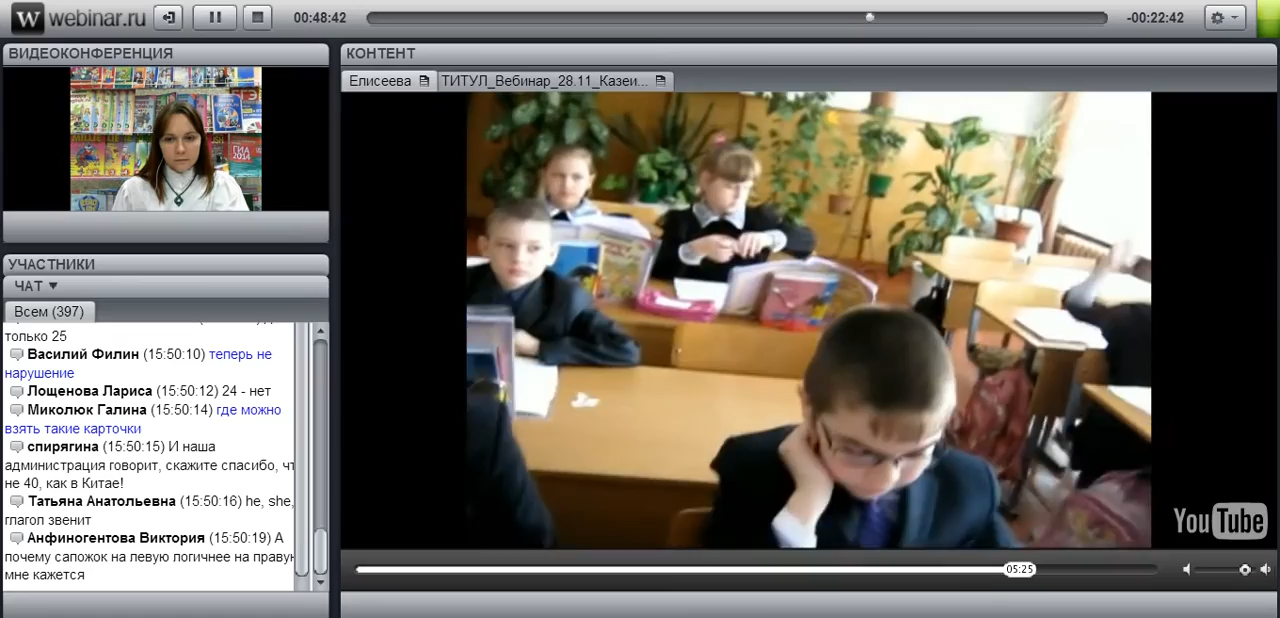 W webinar.ru
00:48:42
-00:22:42
ВИДЕОКОНФЕРЕНЦИЯ
ГИА
2014
УЧАСТНИКИ
ЧАТ
Всем (397)
только 25
Василий Филин (15:50:10) теперь не
нарушение
Лощенова Лариса (15:50:12) 24 - нет
Миколюк Галина (15:50:14) где можно
взять такие карточки
спирягина (15:50:15) И наша
администрация говорит, скажите спасибо, чт
не 40, как в Китае!
Татьяна Анатольевна (15:50:16) he, she,
глагол звенит
Анфиногентова Виктория (15:50:19) А
почему сапожок на левую логичнее на праву
мне кажется
КОНТЕНТ
Елисеева
ТИТУЛ_Вебинар_28.11_Казеи...
YouTube
05:25